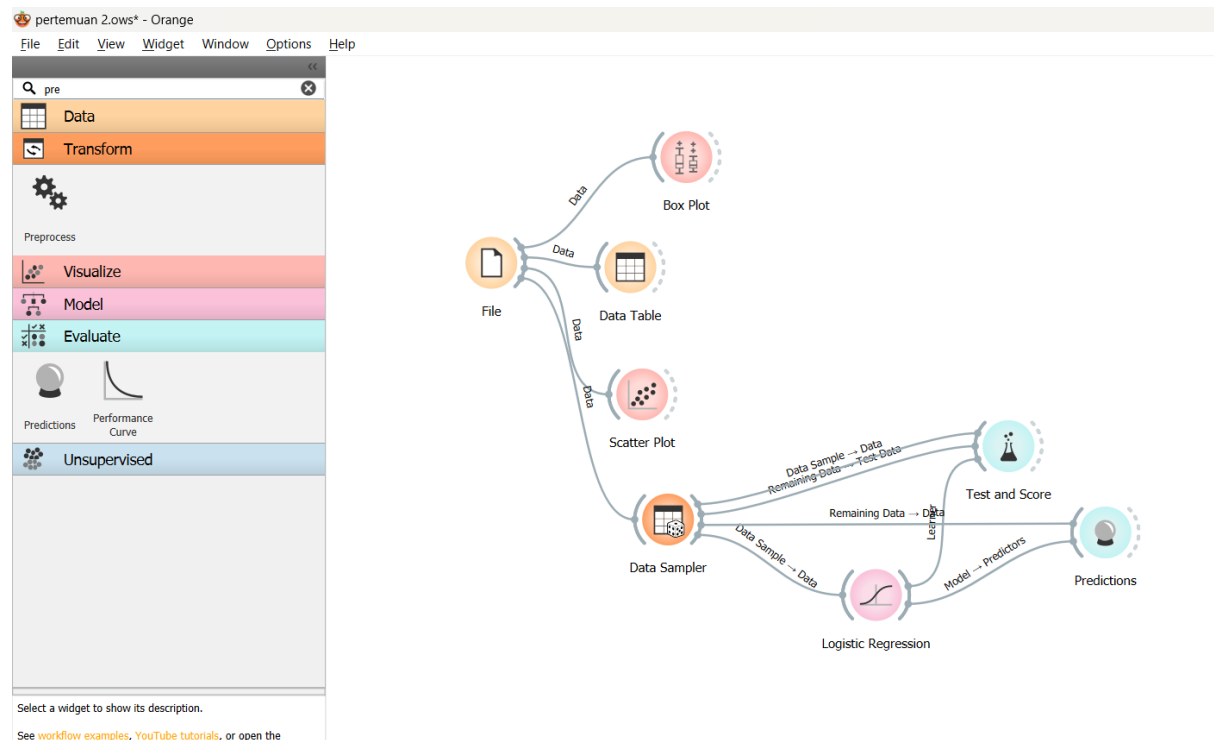 pertemuan 2.ows* - Orange
File Edit View Widget Window Options Help
pre
Data
Transform
Preprocess
Visualize
Model
Evaluate
Predictions
Performance
Curve
Unsupervised
Select a widget to show its description.
See workflow examples, YouTube tutorials, or open the
Data
Box Plot
Data
File
Data Table
Data
Data
Scatter Plot
Data Sample → Data
Remaining Data → Test Data
Test and Score
Remaining Data → Data
Learner
Data Sampler
Data Sample → Data
Model → Predictors
Predictions
Logistic Regression